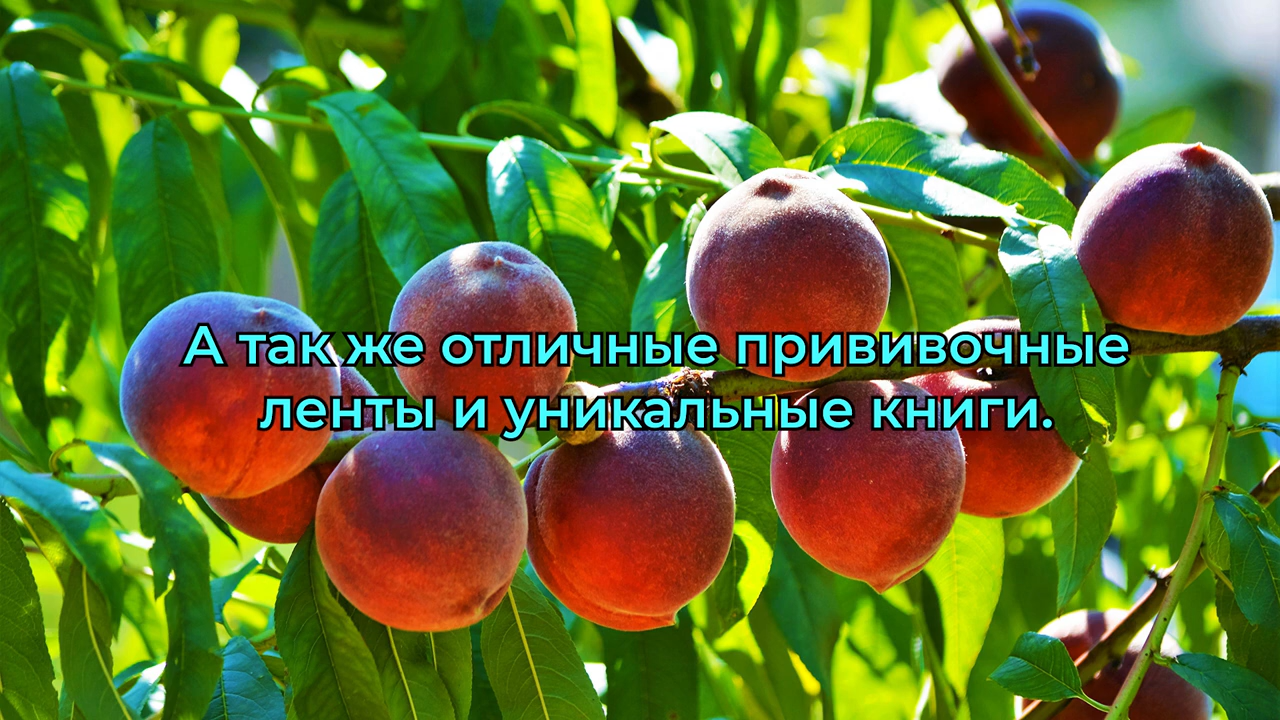 А так же отличные прививочные
ленты и уникальные книги.